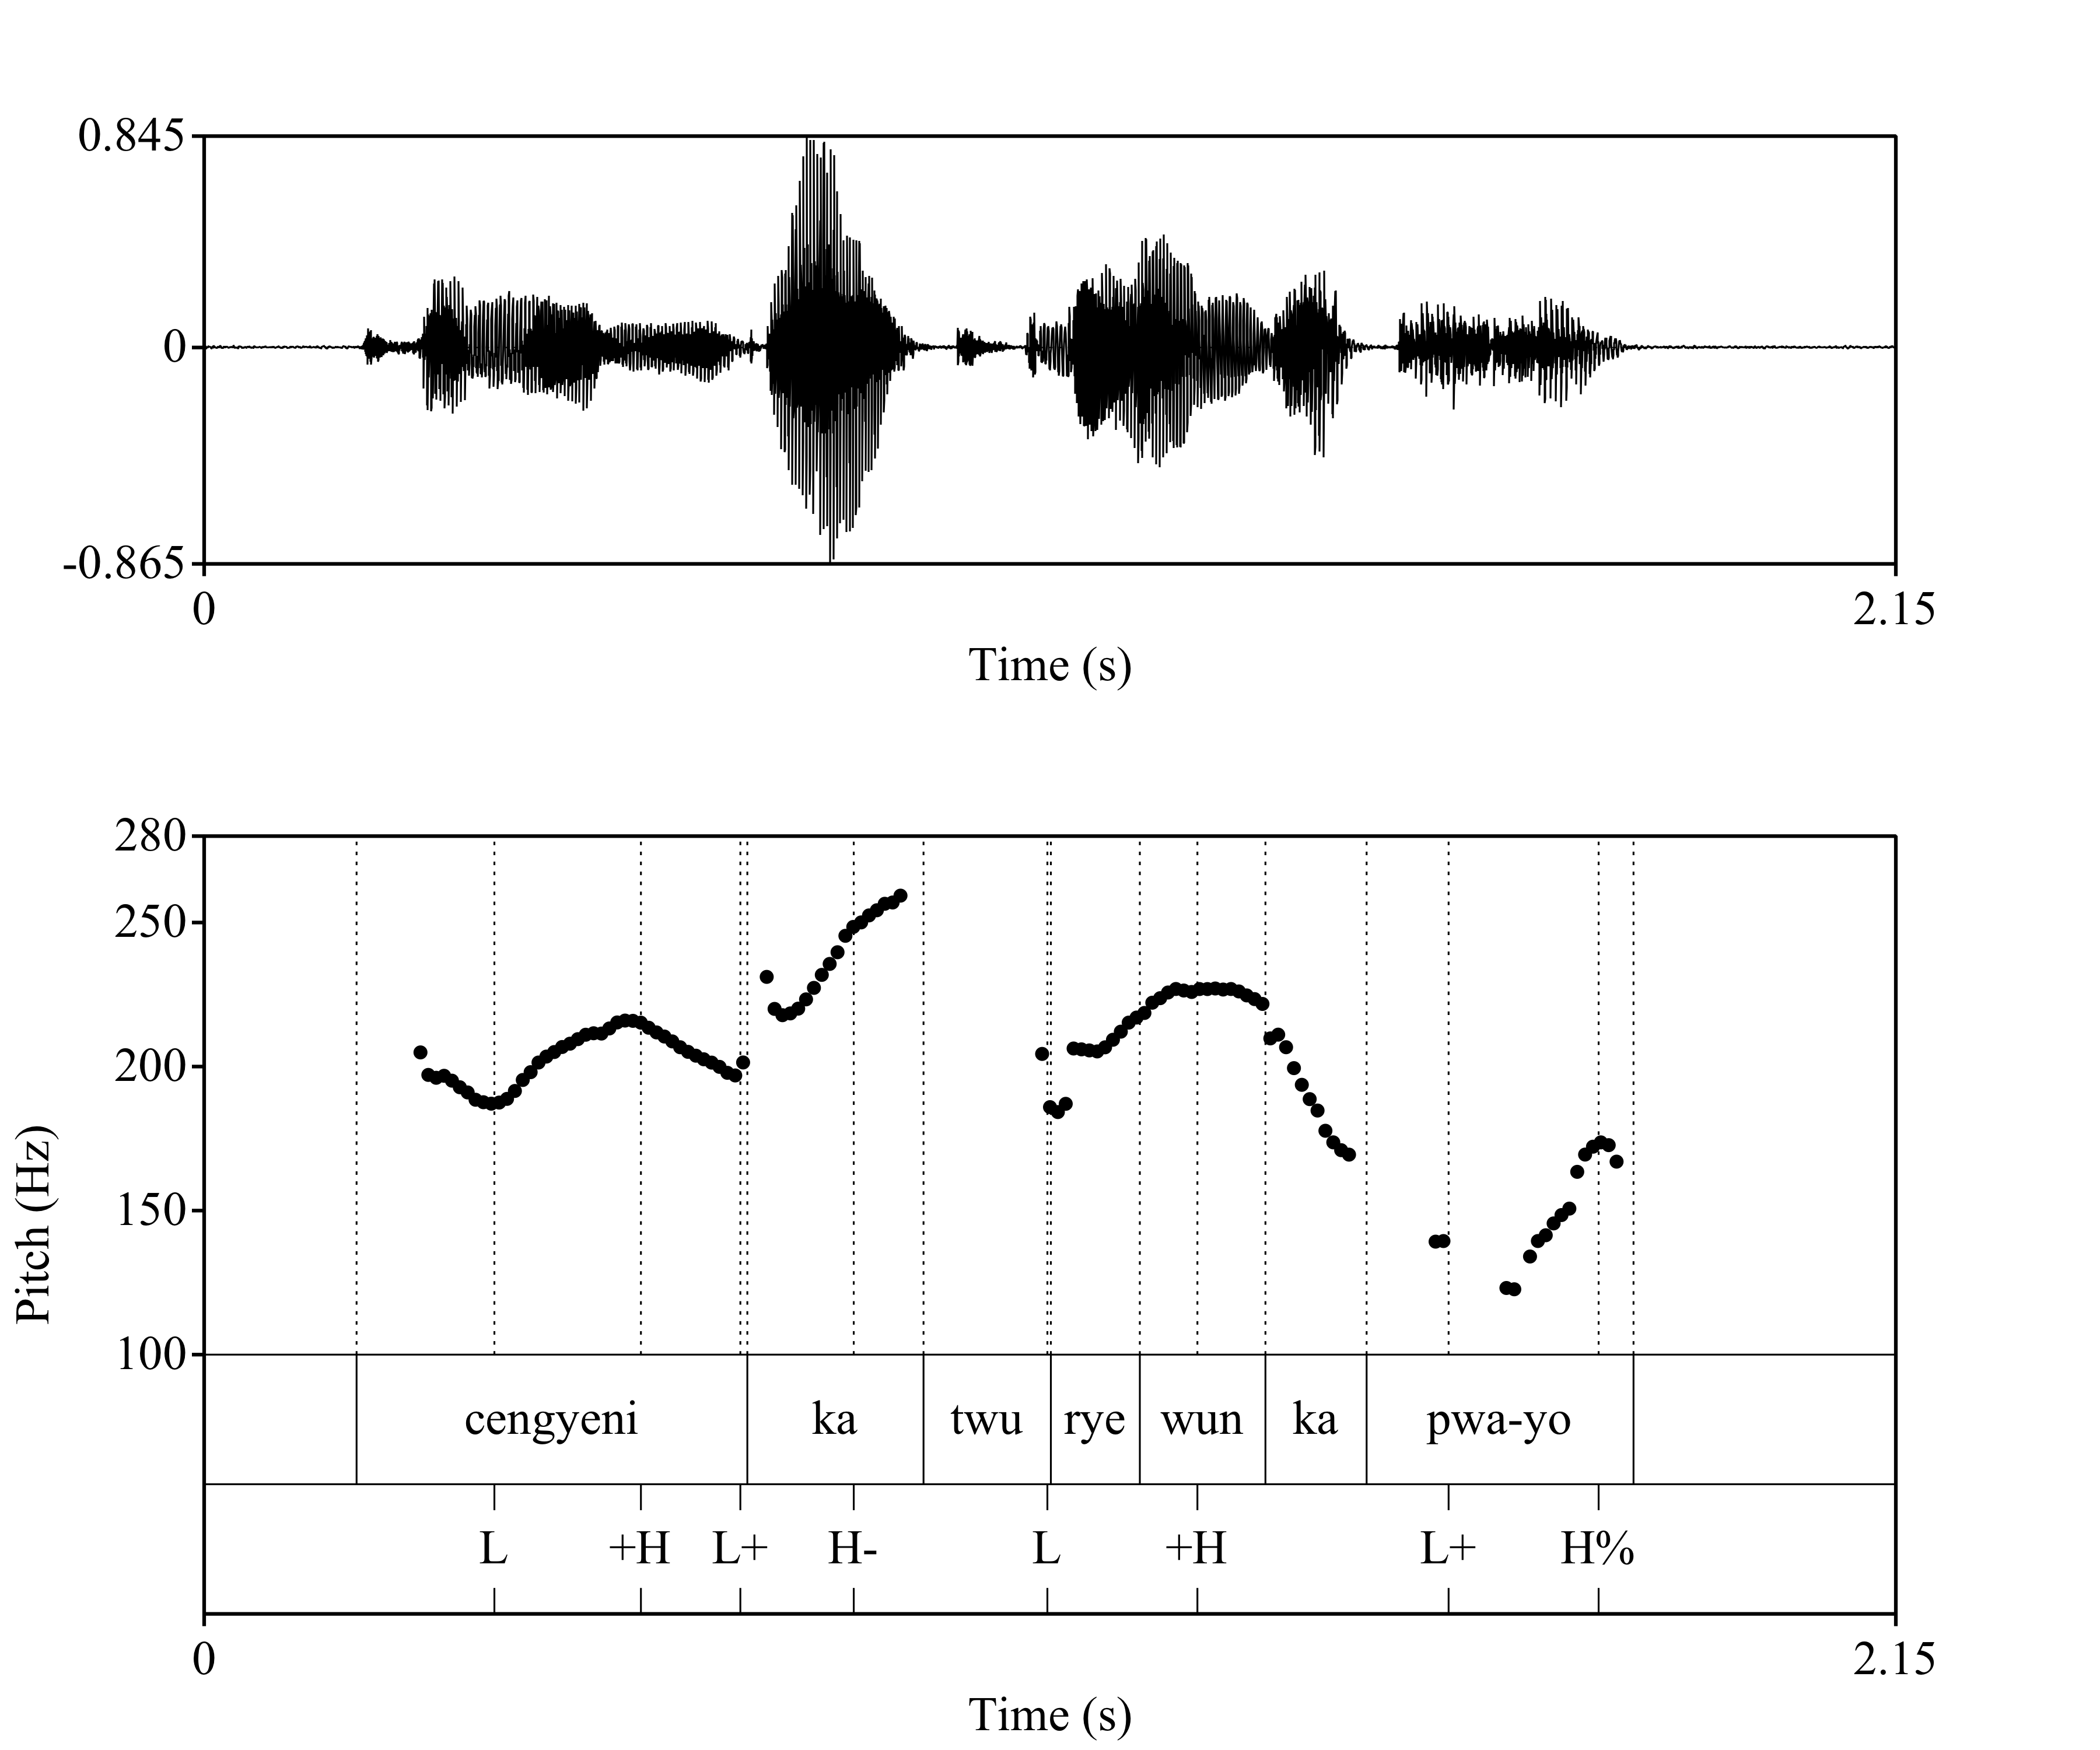 0.845
0
-0.865
0 2.15
Time (s)
280
250
200
150
100
Pitch (Hz)
cengyeni ka twu rye wun ka pwa-yo
L +H L+ H- L +H L+ H%
0 2.15
Time (s)